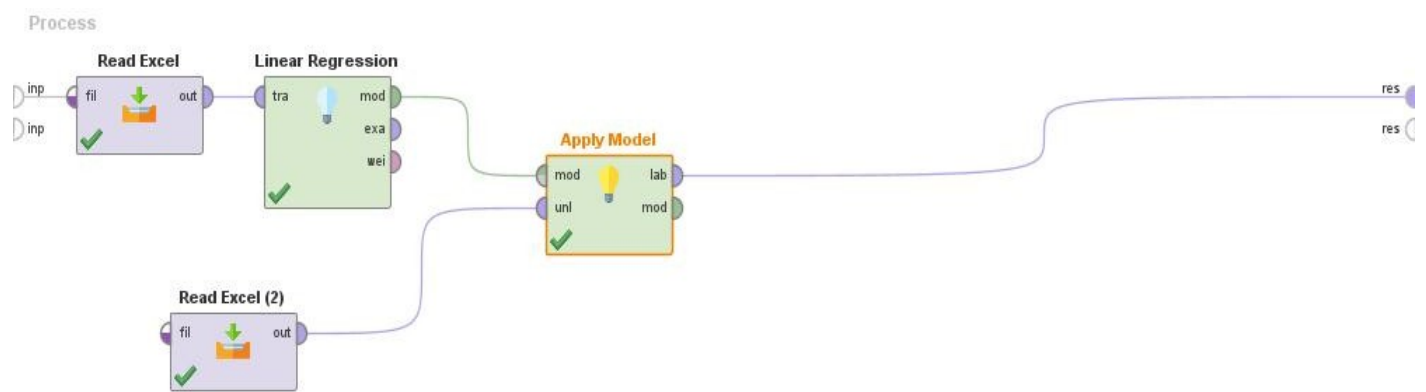 Process
Read Excel
Linear Regression
inp
fil
out
tra
mod
res
inp
exa
res
wei
Apply Model
mod
lab
unl
mod
Read Excel (2)
fil
out